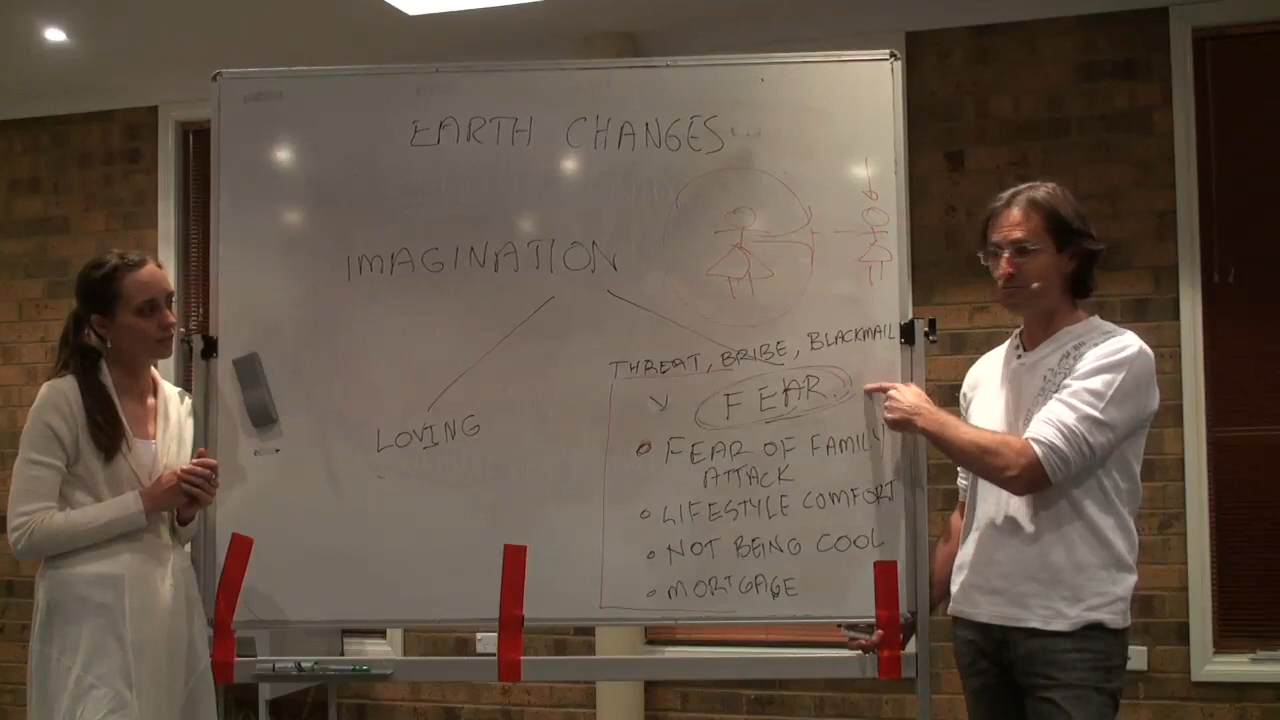 EARTH CHANGES
IMAGINATION
LOVING
THREAT, BRIBE, BLACKMAIL
FEAR
FEAR OF FAMILY
ATTACK
LIFESTYLE COMFORT
NOT BEING COOL
MORTGAGE